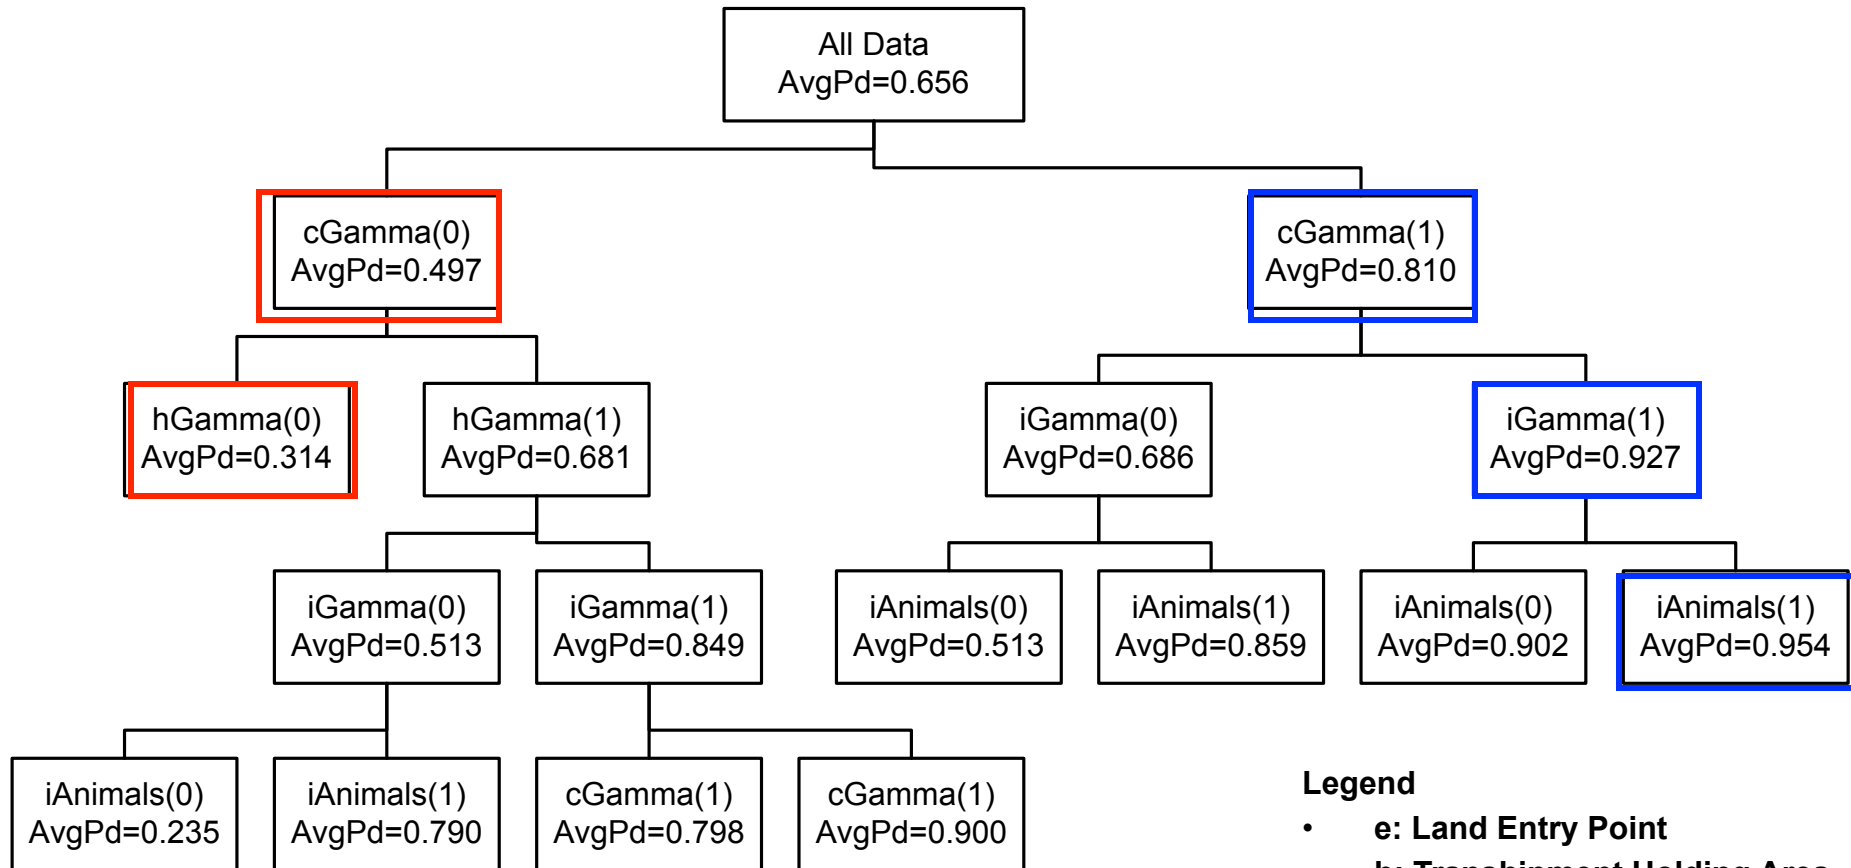 All Data
AvgPd=0.656
cGamma(0)
AvgPd=0.497
cGamma(1)
AvgPd=0.810
hGamma(0)
AvgPd=0.314
hGamma(1)
AvgPd=0.681
iGamma(0)
AvgPd=0.686
iGamma(1)
AvgPd=0.927
iGamma(0)
AvgPd=0.513
iGamma(1)
AvgPd=0.849
iAnimals(0)
AvgPd=0.513
iAnimals(1)
AvgPd=0.859
iAnimals(0)
AvgPd=0.902
iAnimals(1)
AvgPd=0.954
iAnimals(0)
AvgPd=0.235
iAnimals(1)
AvgPd=0.790
cGamma(1)
AvgPd=0.798
cGamma(1)
AvgPd=0.900
Legend
• e: Land Entry Point
h: Transhipment Holding Area